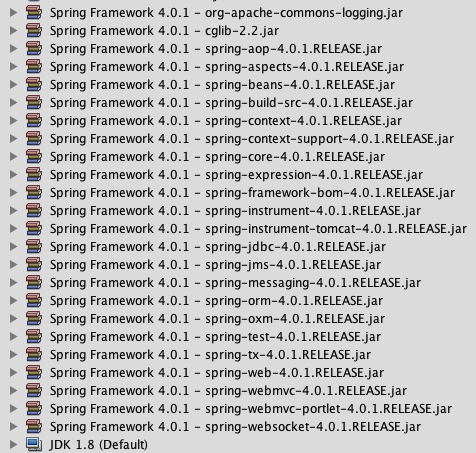 Spring Framework 4.0.1 - org-apache-commons-logging.jar
Spring Framework 4.0.1 - cglib-2.2.jar
Spring Framework 4.0.1 - spring-aop-4.0.1.RELEASE.jar
Spring Framework 4.0.1 - spring-aspects-4.0.1.RELEASE.jar
Spring Framework 4.0.1 - spring-beans-4.0.1.RELEASE.jar
Spring Framework 4.0.1 - spring-build-src-4.0.1.RELEASE.jar
Spring Framework 4.0.1 - spring-context-4.0.1.RELEASE.jar
Spring Framework 4.0.1 - spring-context-support-4.0.1.RELEASE.jar
Spring Framework 4.0.1 - spring-core-4.0.1.RELEASE.jar
Spring Framework 4.0.1 - spring-expression-4.0.1.RELEASE.jar
Spring Framework 4.0.1 - spring-framework-bom-4.0.1.RELEASE.jar
Spring Framework 4.0.1 - spring-instrument-4.0.1.RELEASE.jar
Spring Framework 4.0.1 - spring-instrument-tomcat-4.0.1.RELEASE.jar
Spring Framework 4.0.1 - spring-jdbc-4.0.1.RELEASE.jar
Spring Framework 4.0.1 - spring-jms-4.0.1.RELEASE.jar
Spring Framework 4.0.1 - spring-messaging-4.0.1.RELEASE.jar
Spring Framework 4.0.1 - spring-orm-4.0.1.RELEASE.jar
Spring Framework 4.0.1 - spring-oxm-4.0.1.RELEASE.jar
Spring Framework 4.0.1 - spring-test-4.0.1.RELEASE.jar
Spring Framework 4.0.1 - spring-tx-4.0.1.RELEASE.jar
Spring Framework 4.0.1 - spring-web-4.0.1.RELEASE.jar
Spring Framework 4.0.1 - spring-webmvc-4.0.1.RELEASE.jar
Spring Framework 4.0.1 - spring-webmvc-portlet-4.0.1.RELEASE.jar
Spring Framework 4.0.1 - spring-websocket-4.0.1.RELEASE.jar
JDK 1.8 (Default)